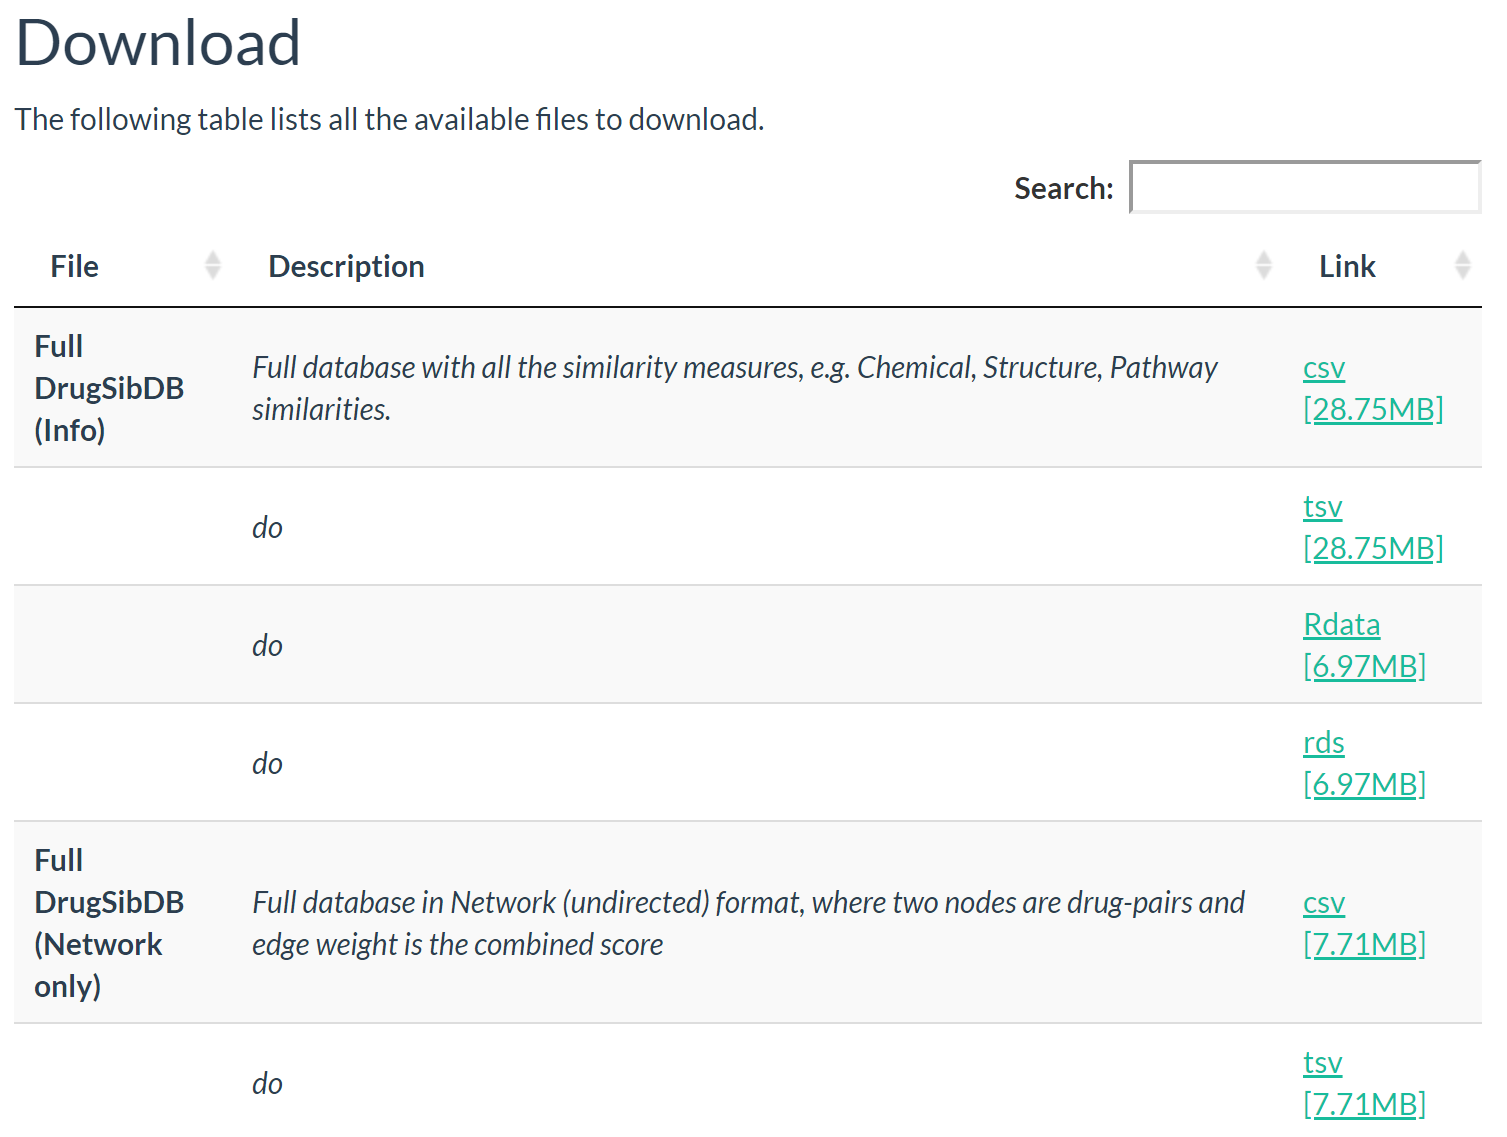 Download
The following table lists all the available files to download.
Search:
File Description Link
Full
DrugSibDB
(Info)
Full database with all the similarity measures, e.g. Chemical, Structure, Pathway
similarities.
csv
[28.75MB]
do
tsv
[28.75MB]
do
Rdata
[6.97MB]
do
rds
[6.97MB]
Full
DrugSibDB
(Network
only)
Full database in Network (undirected) format, where two nodes are drug-pairs and
edge weight is the combined score
csv
[7.71MB]
do
tsv
[7.71MB]